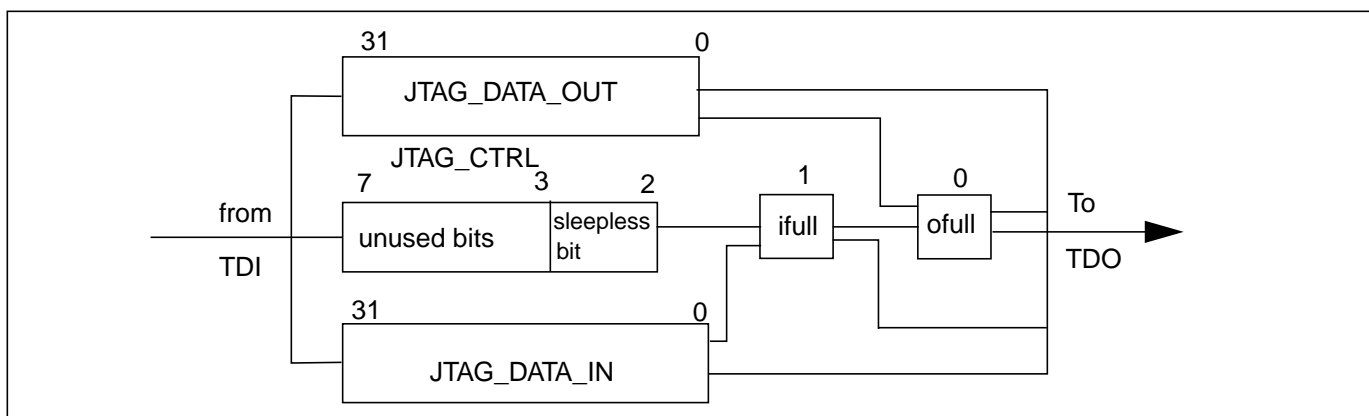 31 0
JTAG_DATA_OUT
JTAG_CTRL
7 3 2 1 0
from To
unused bits sleepless bit ifull ofull
TDI TDO
31 0
JTAG_DATA_IN